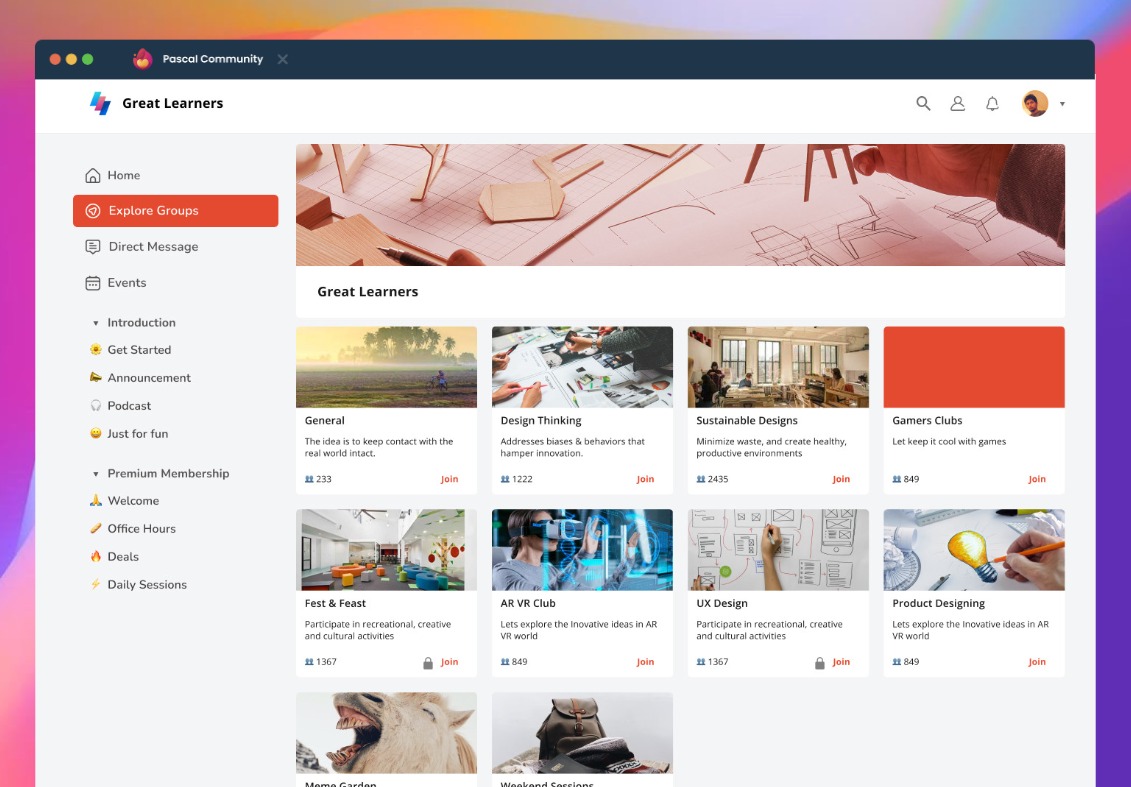 Pascal Community
Great Learners
Home
Explore Groups
Direct Message
Events
Introduction
Get Started
Announcement
Podcast
Just for fun
Premium Membership
Welcome
Office Hours
Deals
Daily Sessions
Great Learners
General
The idea is to keep contact with the
real world intact.
233
Join
Design Thinking
Addresses biases & behaviors that
hamper innovation.
1222
Join
Sustainable Designs
Minimize waste, and create healthy,
productive environments
2435
Join
Gamers Clubs
Let keep it cool with games
849
Join
Fest & Feast
Participate in recreational, creative
and cultural activities
1367
Join
AR VR Club
Lets explore the Inovative ideas in AR
VR world
849
Join
UX Design
Participate in recreational, creative
and cultural activities
1367
Join
Product Designing
Lets explore the Inovative ideas in AR
VR world
849
Join
Meme Garden
Weekend Sessions